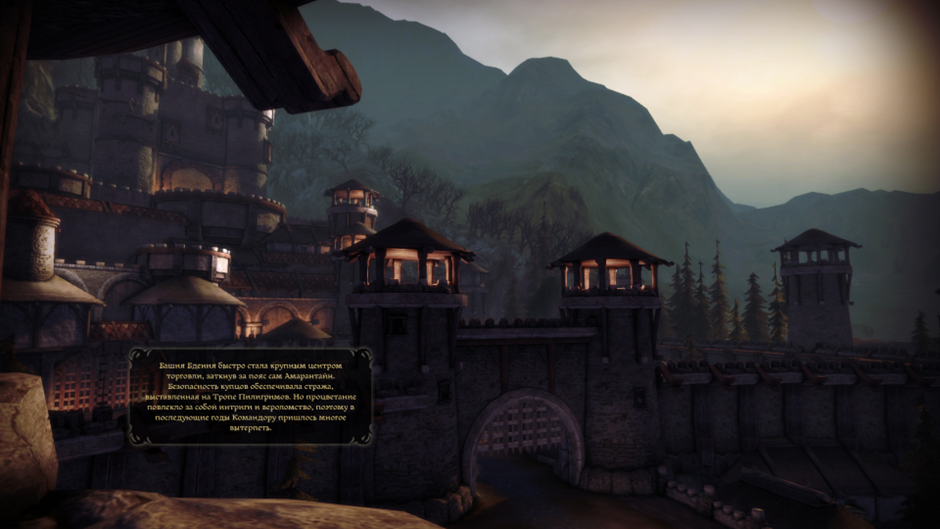 Башня Бдения быстро стала крупным центром
торговли, заткнув за пояс сам Амарантайн.
Безопасность купцов обеспечивала стража,
выставленная на Тропе Пилигримов. Но процветание
повлекло за собой интриги и вероломство, поэтому в
последующие годы Командору пришлось многое
вытерпеть.